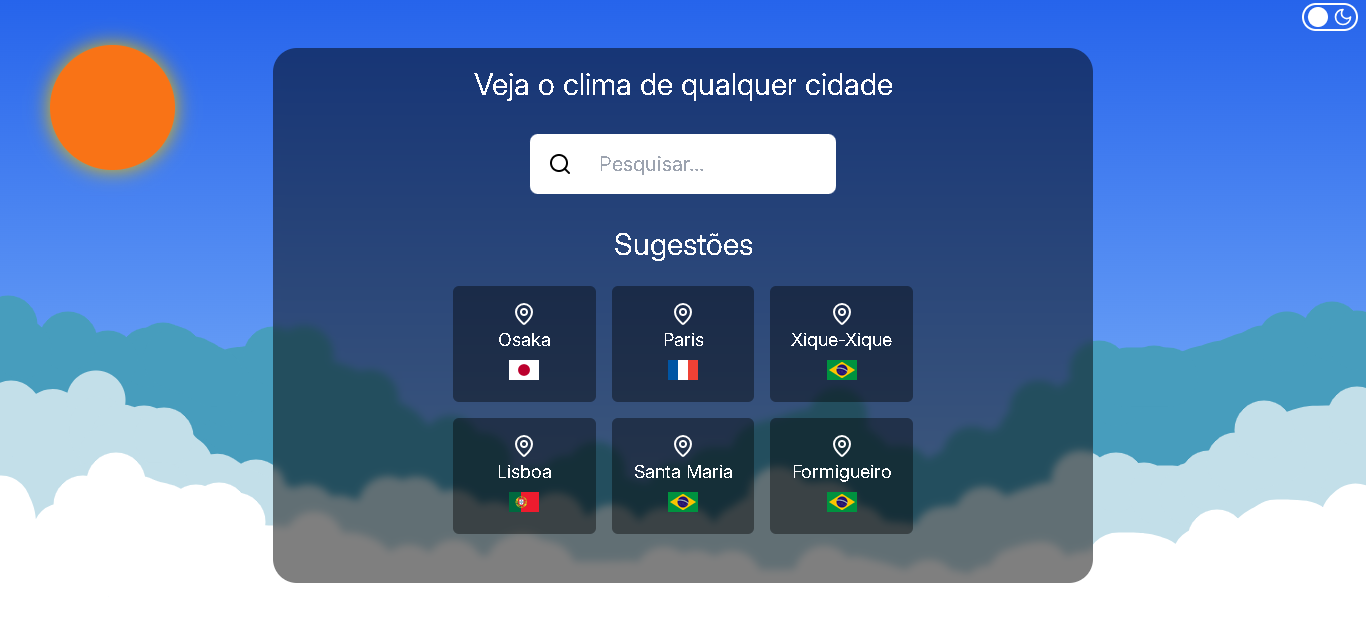 Veja o clima de qualquer cidade
Pesquisar...
Sugestões
Osaka
Paris
Xique-Xique
Lisboa
Santa Maria
Formigueiro